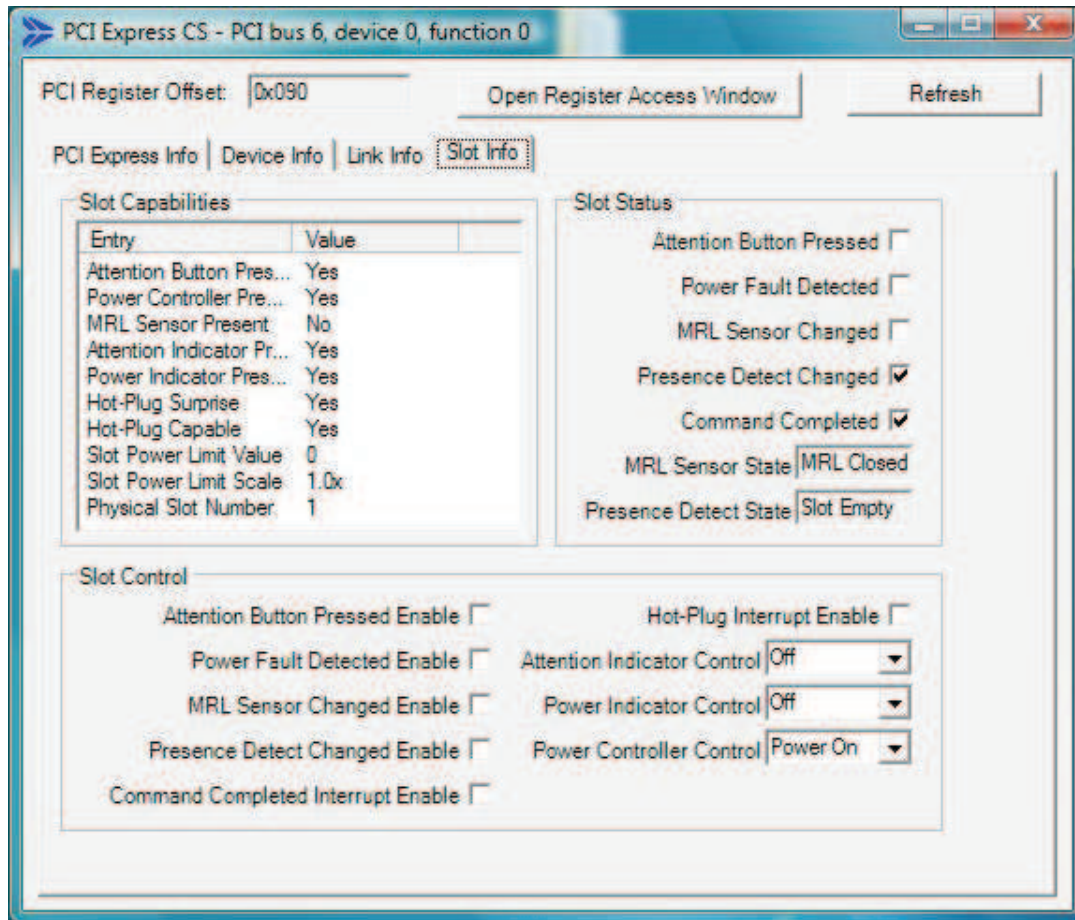 PCI Express CS - PCI bus 6, device 0, function 0
PCI Register Offset: 0x090 Open Register Access Window Refresh
PCI Express Info Device Info Link Info Slot Info
Slot Capabilities
Entry Value
Attention Button Pres... Yes
Power Controller Pre... Yes
MRL Sensor Present No
Attention Indicator Pr... Yes
Power Indicator Pres... Yes
Hot-Plug Surprise Yes
Hot-Plug Capable Yes
Slot Power Limit Value 0
Slot Power Limit Scale 1.0x
Physical Slot Number 1
Slot Status
Attention Button Pressed
Power Fault Detected
MRL Sensor Changed
Presence Detect Changed
Command Completed
MRL Sensor State MRL Closed
Presence Detect State Slot Empty
Slot Control
Attention Button Pressed Enable
Power Fault Detected Enable
MRL Sensor Changed Enable
Presence Detect Changed Enable
Command Completed Interrupt Enable
Hot-Plug Interrupt Enable
Attention Indicator Control Off
Power Indicator Control Off
Power Controller Control Power On